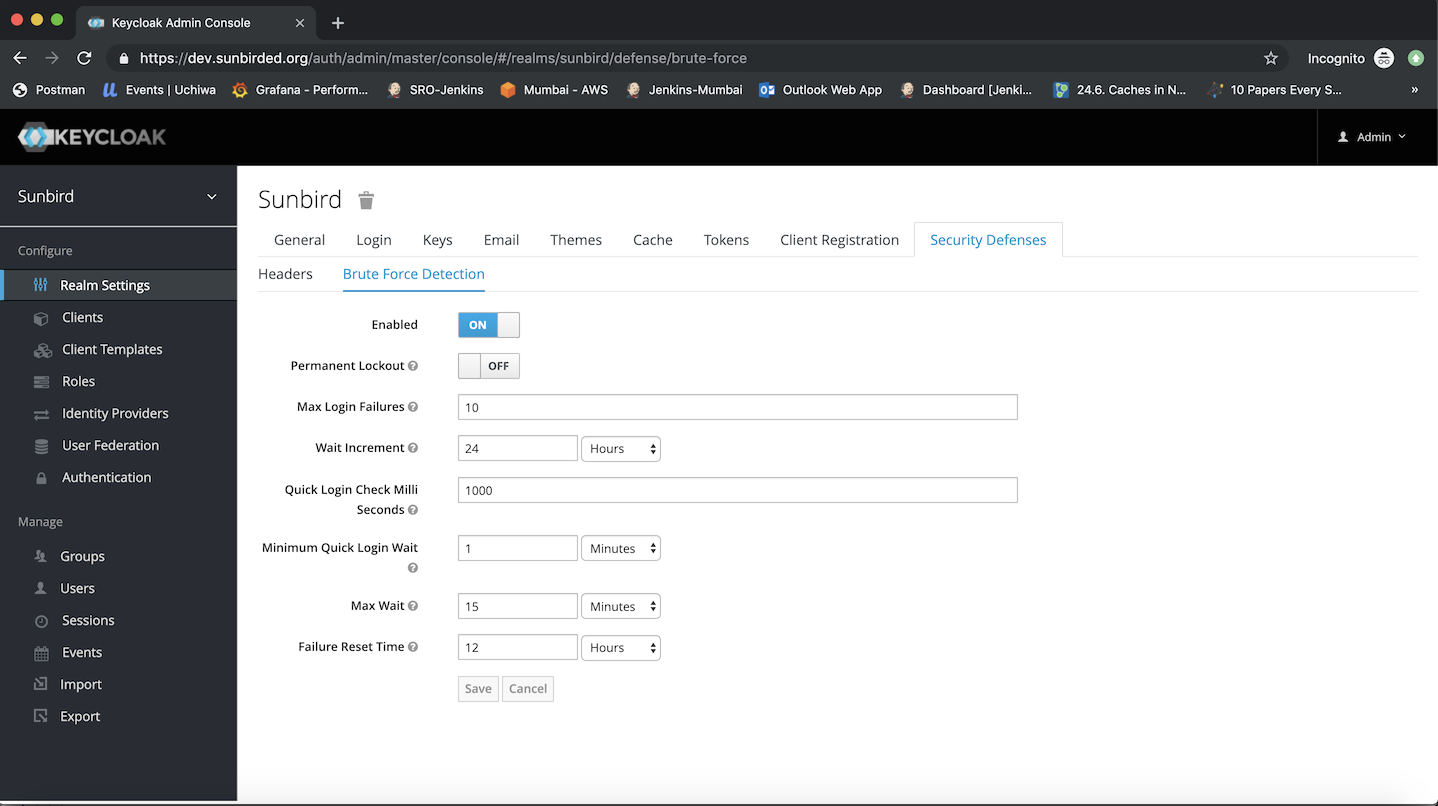 Keycloak Admin Console
https://dev.sunbirded.org/auth/admin/master/console/#/realms/sunbird/defense/brute-force
Incognito
Postman
Events | Uchiwa
Grafana - Perform...
SRO-Jenkins
Mumbai - AWS
Jenkins-Mumbai
Outlook Web App
Dashboard [Jenki...
24.6. Caches in N...
10 Papers Every S...
»
KEYCLOAK
Admin
Sunbird
Configure
Realm Settings
Clients
Client Templates
Roles
Identity Providers
User Federation
Authentication
Manage
Groups
Users
Sessions
Events
Import
Export
Sunbird
General
Login
Keys
Email
Themes
Cache
Tokens
Client Registration
Security Defenses
Headers
Brute Force Detection
Enabled
ON
Permanent Lockout
OFF
Max Login Failures
10
Wait Increment
24
Hours
Quick Login Check Milli
Seconds
1000
Minimum Quick Login Wait
1
Minutes
Max Wait
15
Minutes
Failure Reset Time
12
Hours
Save
Cancel